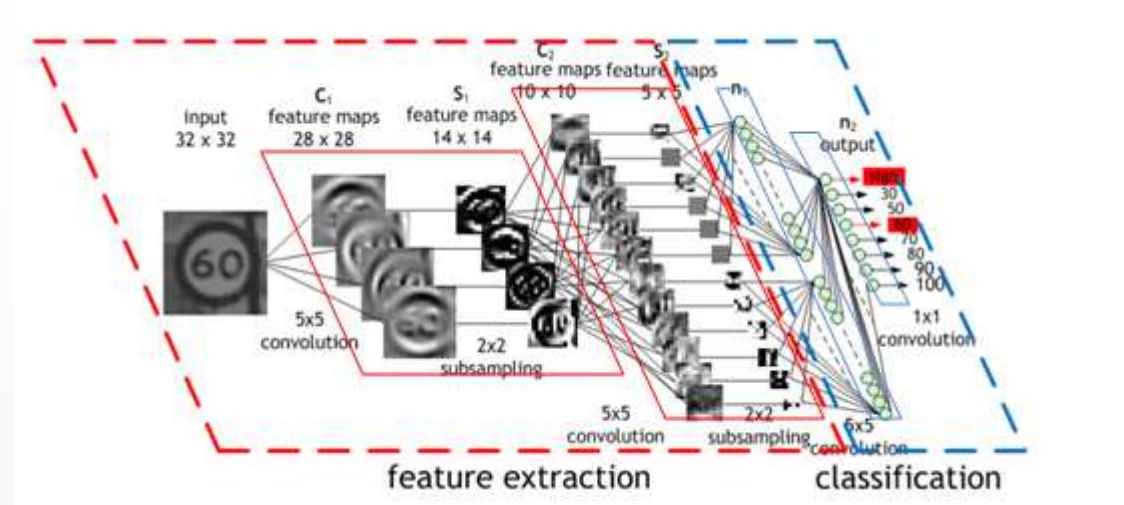 input
32 x 32
C1
feature maps
28 x 28
S1
feature maps
14 x 14
C2
feature maps
10 x 10
S2
feature maps
5 x 5
n1
n2
output
30
50
70
80
90
100
60
5x5
convolution
2x2
subsampling
5x5
convolution
2x2
subsampling
convolution
1x1
convolution
feature extraction
classification